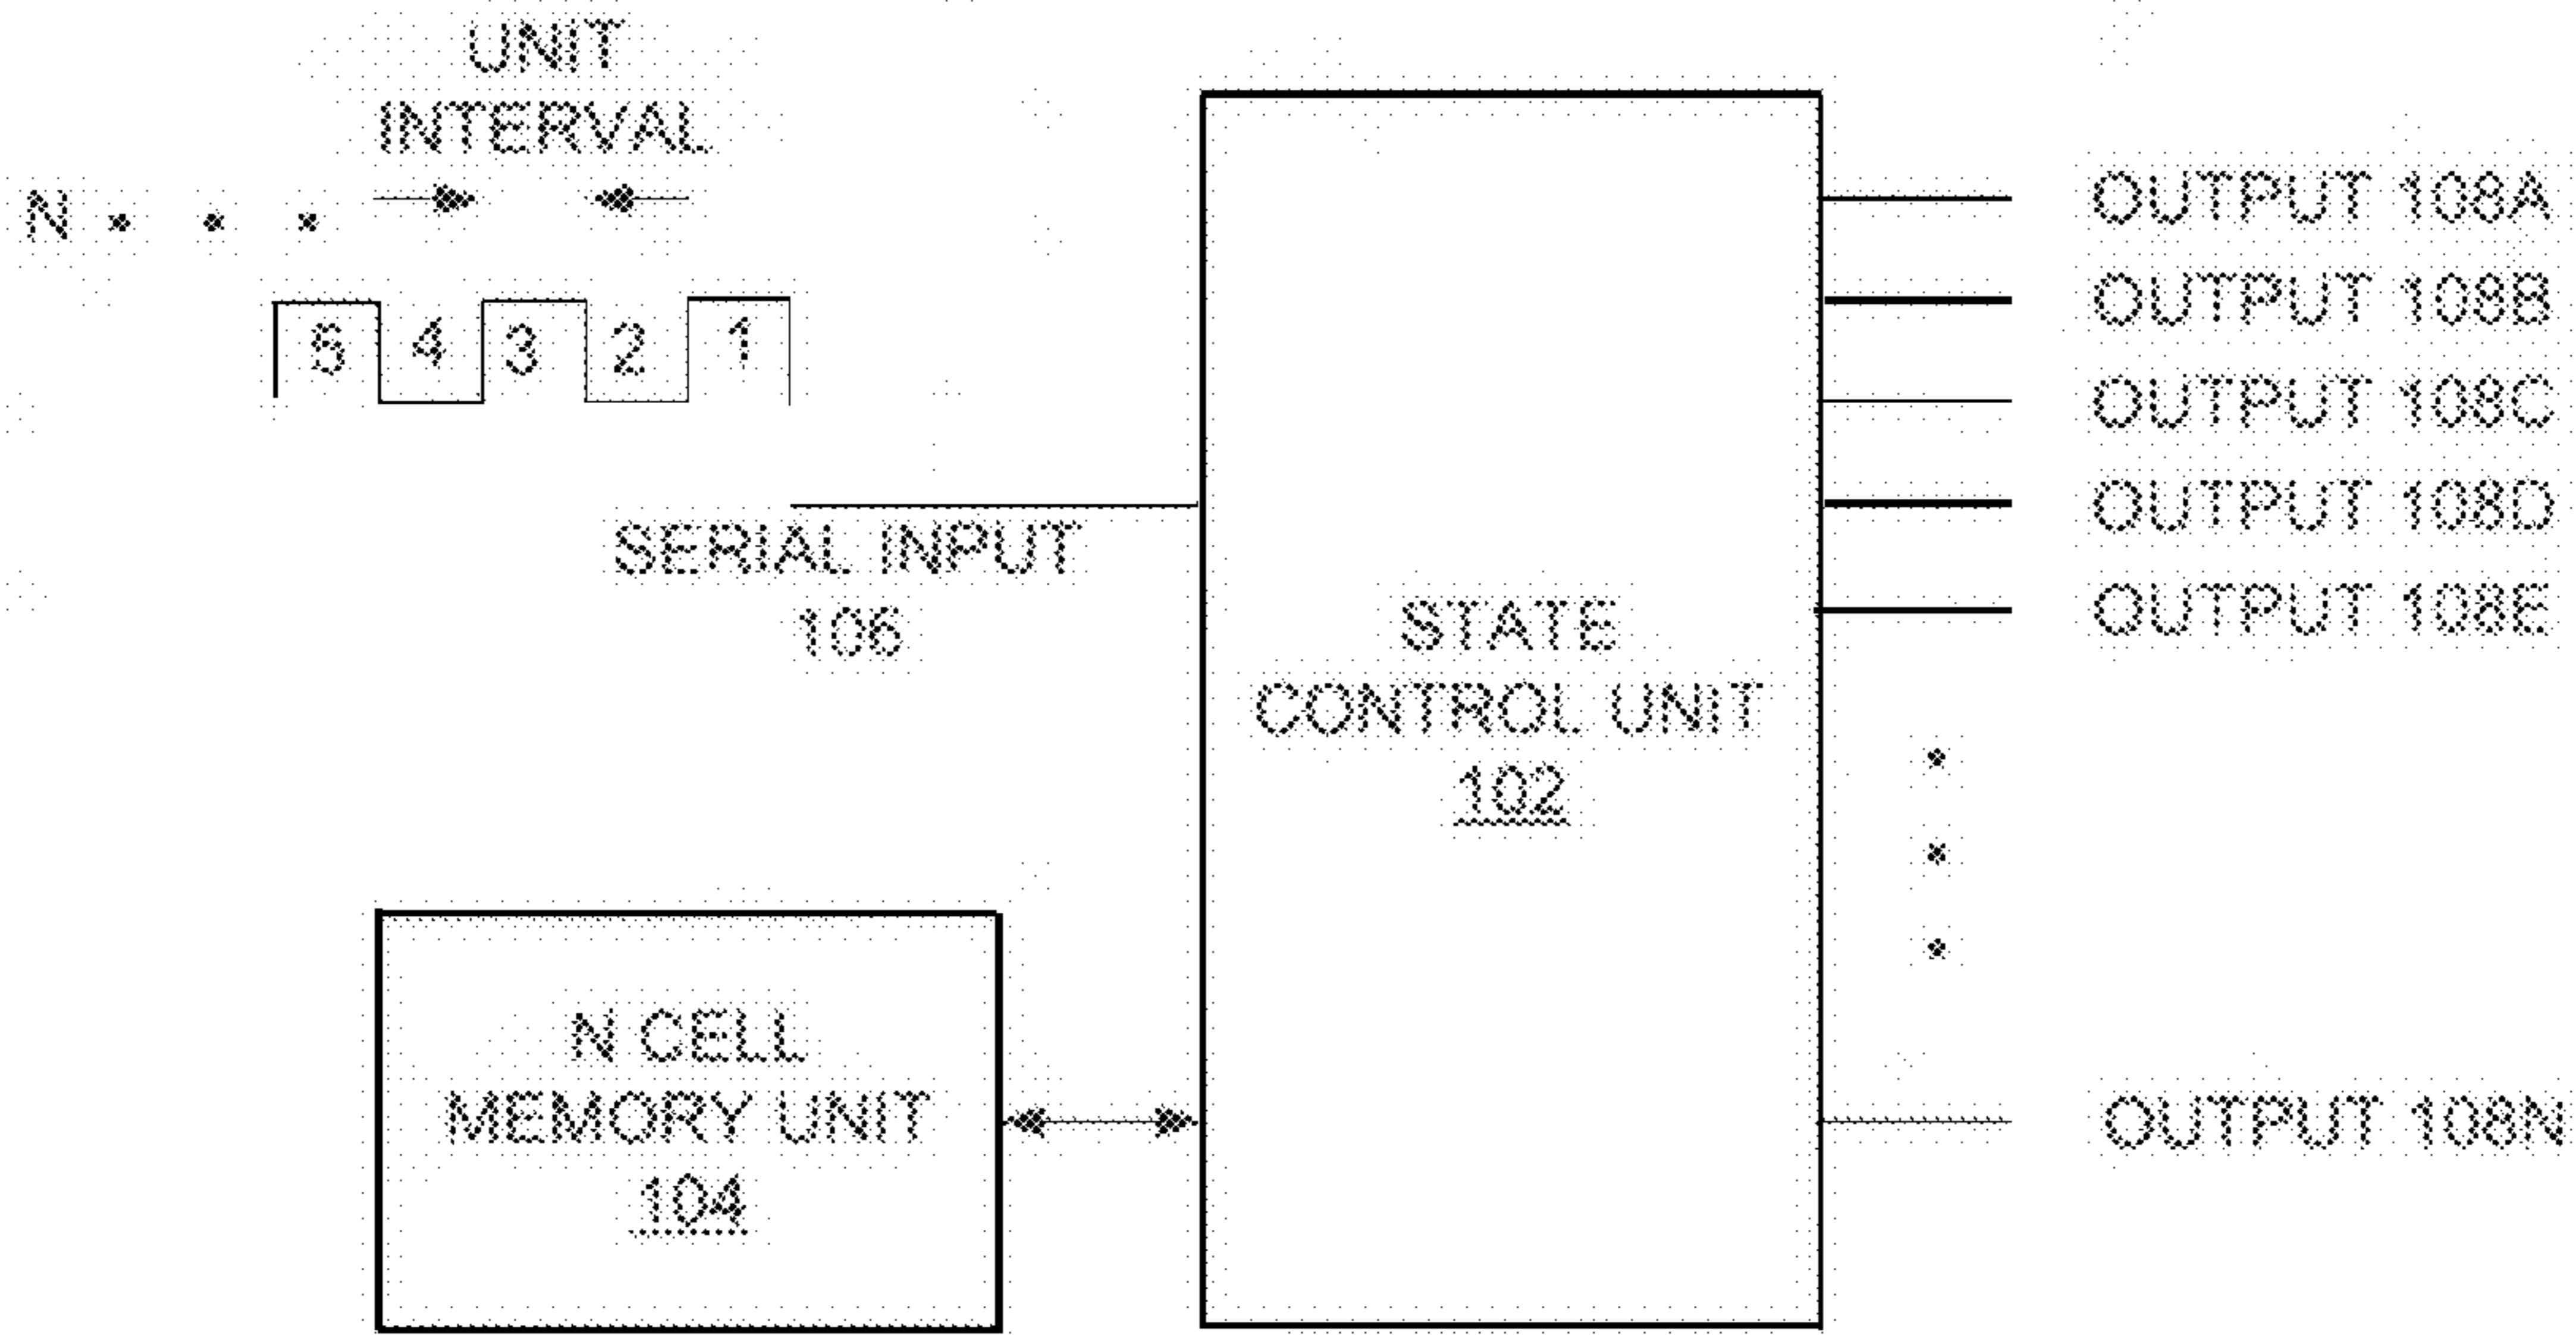 UNIT
INTERVAL
N
5 4 3 2 1
SERIAL INPUT
106
STATE
CONTROL UNIT
102
N CELL
MEMORY UNIT
104
OUTPUT 108A
OUTPUT 108B
OUTPUT 108C
OUTPUT 108D
OUTPUT 108E
OUTPUT 108N